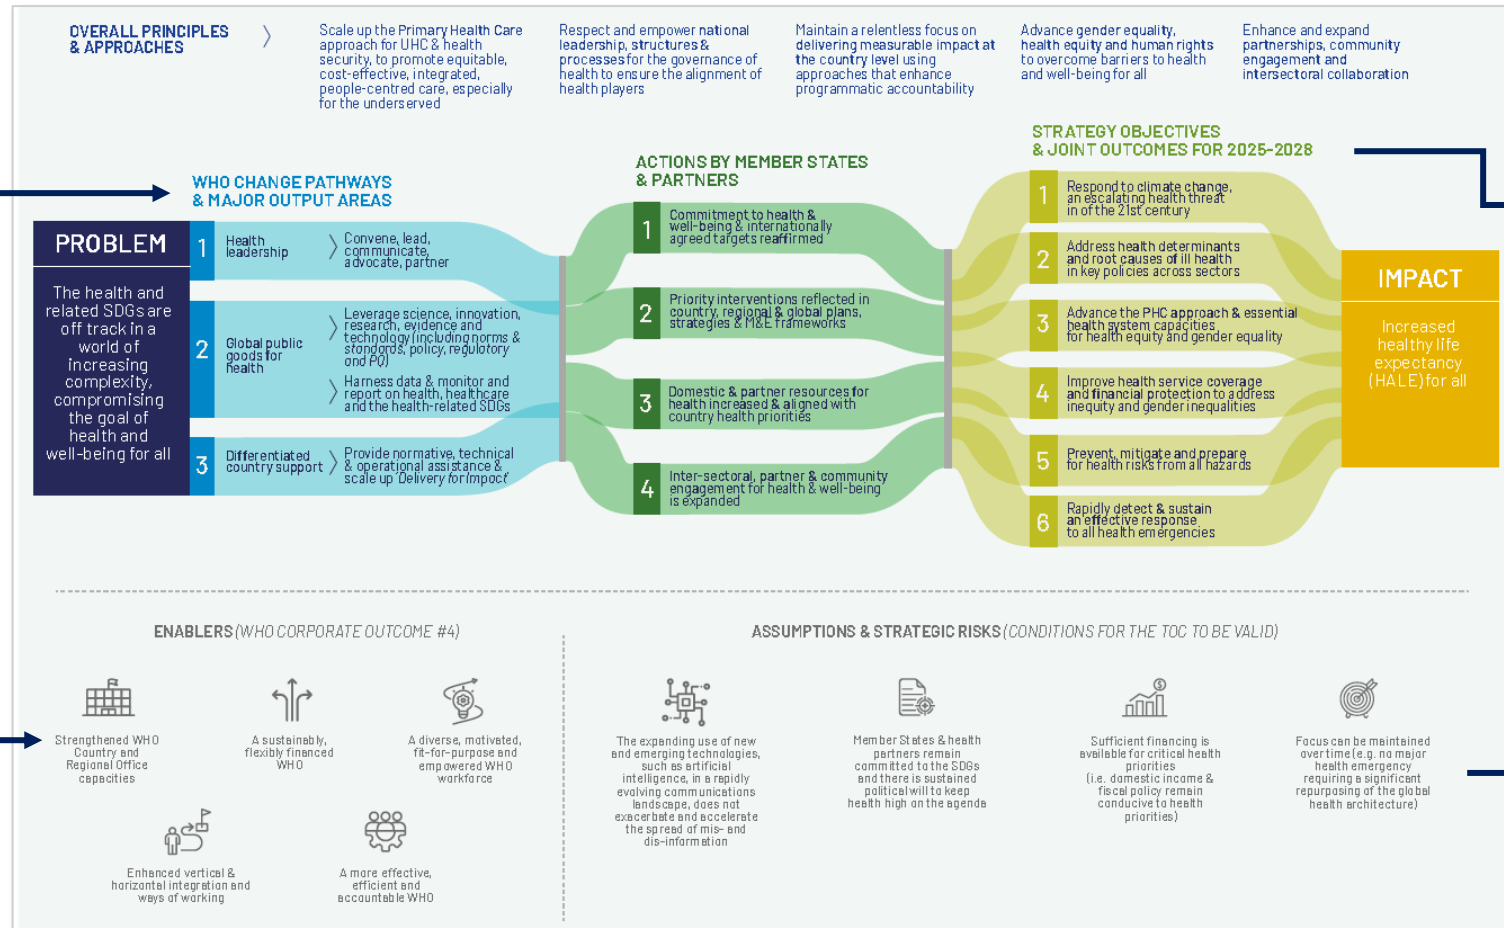 OVERALL PRINCIPLES
& APPROACHES
Scale up the Primary Health Care
approach for UHC & health
security, to promote equitable,
cost-effective, integrated,
people-centred care, especially
for the underserved
Respect and empower national
leadership, structures &
processes for the governance of
health to ensure the alignment of
health players
Maintain a relentless focus on
delivering measurable impact at
the country level using
approaches that enhance
programmatic accountability
Advance gender equality,
health equity and human rights
to overcome barriers to health
and well-being for all
Enhance and expand
partnerships, community
engagement and
intersectoral collaboration
WHO CHANGE PATHWAYS
& MAJOR OUTPUT AREAS
ACTIONS BY MEMBER STATES
& PARTNERS
STRATEGY OBJECTIVES
& JOINT OUTCOMES FOR 2025-2028
PROBLEM
The health and
related SDGs are
off track in a
world of
increasing
complexity,
compromising
the goal of
health and
well-being for all
1
Health
leadership
Convene, lead,
communicate,
advocate, partner
2
Global public
goods for
health
Leverage science, innovation,
research, evidence and
technology (including norms &
standards, policy, regulatory
and PQ)
Harness data & monitor and
report on health, healthcare
and the health-related SDGs
3
Differentiated
country support
Provide normative, technical
& operational assistance &
scale up 'Delivery for Impact'
1
Commitment to health &
well-being & internationally
agreed targets reaffirmed
2
Priority interventions reflected in
country, regional & global plans,
strategies & M&E frameworks
3
Domestic & partner resources for
health increased & aligned with
country health priorities
4
Inter-sectoral, partner & community
engagement for health & well-being
is expanded
1
Respond to climate change,
an escalating health threat
in of the 21st century
2
Address health determinants
and root causes of ill health
in key policies across sectors
3
Advance the PHC approach & essential
health system capacities
for health equity and gender equality
4
Improve health service coverage
and financial protection to address
inequity and gender inequalities
5
Prevent, mitigate and prepare
for health risks from all hazards
6
Rapidly detect & sustain
an effective response
to all health emergencies
IMPACT
Increased
healthy life
expectancy
(HALE) for all
ENABLERS (WHO CORPORATE OUTCOME #4)
Strengthened WHO
Country and
Regional Office
capacities
A sustainably,
flexibly financed
WHO
A diverse, motivated,
fit-for-purpose and
empowered WHO
workforce
Enhanced vertical &
horizontal integration and
ways of working
A more effective,
efficient and
accountable WHO
ASSUMPTIONS & STRATEGIC RISKS (CONDITIONS FOR THE TOC TO BE VALID)
The expanding use of new
and emerging technologies,
such as artificial
intelligence, in a rapidly
evolving communications
landscape, does not
exacerbate and accelerate
the spread of mis- and
dis-information
Member States & health
partners remain
committed to the SDGs
and there is sustained
political will to keep
health high on the agenda
Sufficient financing is
available for critical health
priorities
(i.e. domestic income &
fiscal policy remain
conducive to health
priorities)
Focus can be maintained
over time (e.g. no major
health emergency
requiring a significant
repurposing of the global
health architecture)